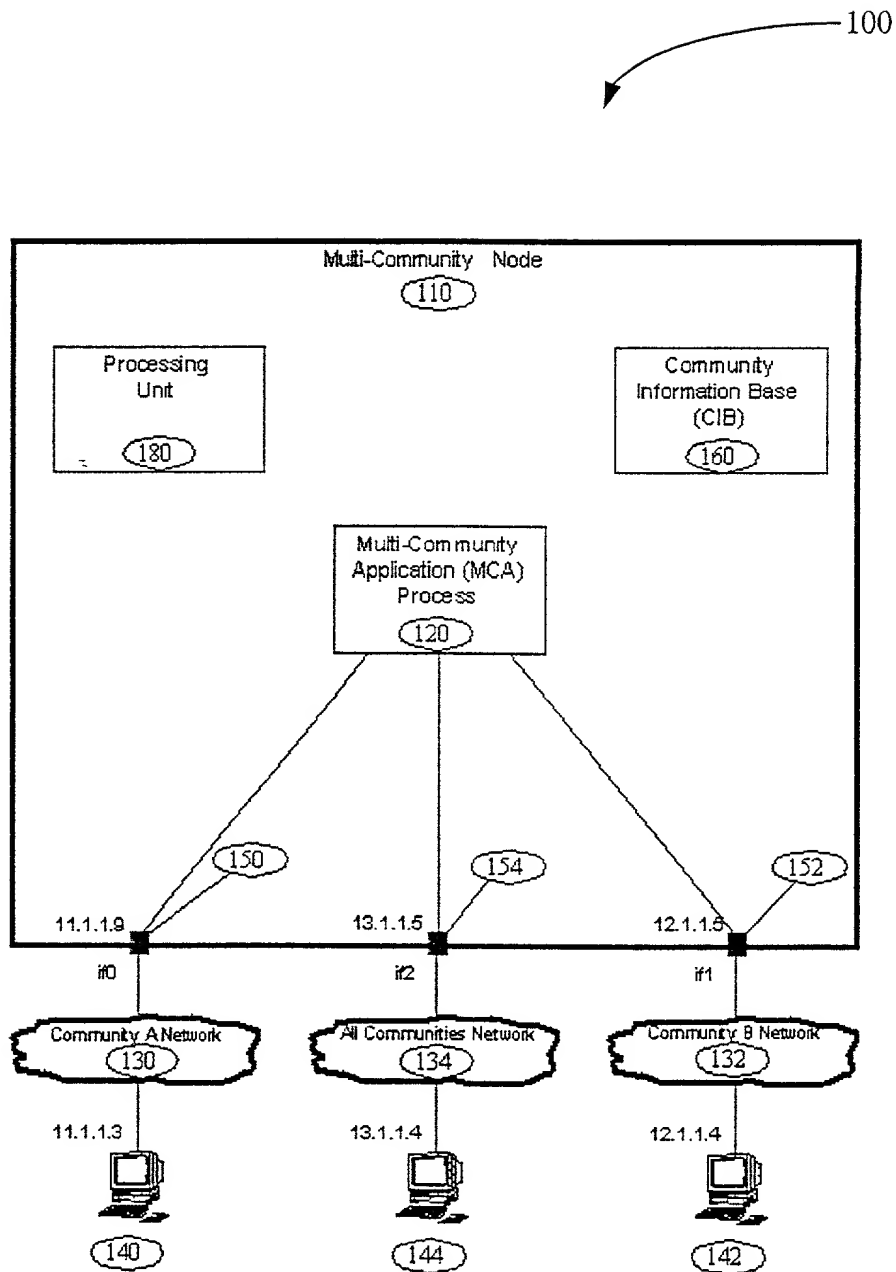 100
Multi-Community Node
110
Processing
Unit
180
Community
Information Base
(CIB)
160
Multi-Community
Application (MCA)
Process
120
150
154
152
11.1.1.9
13.1.1.5
12.1.1.5
if0
if2
if1
Community A Network
130
All Communities Network
134
Community B Network
132
11.1.1.3
13.1.1.4
12.1.1.4
140
144
142